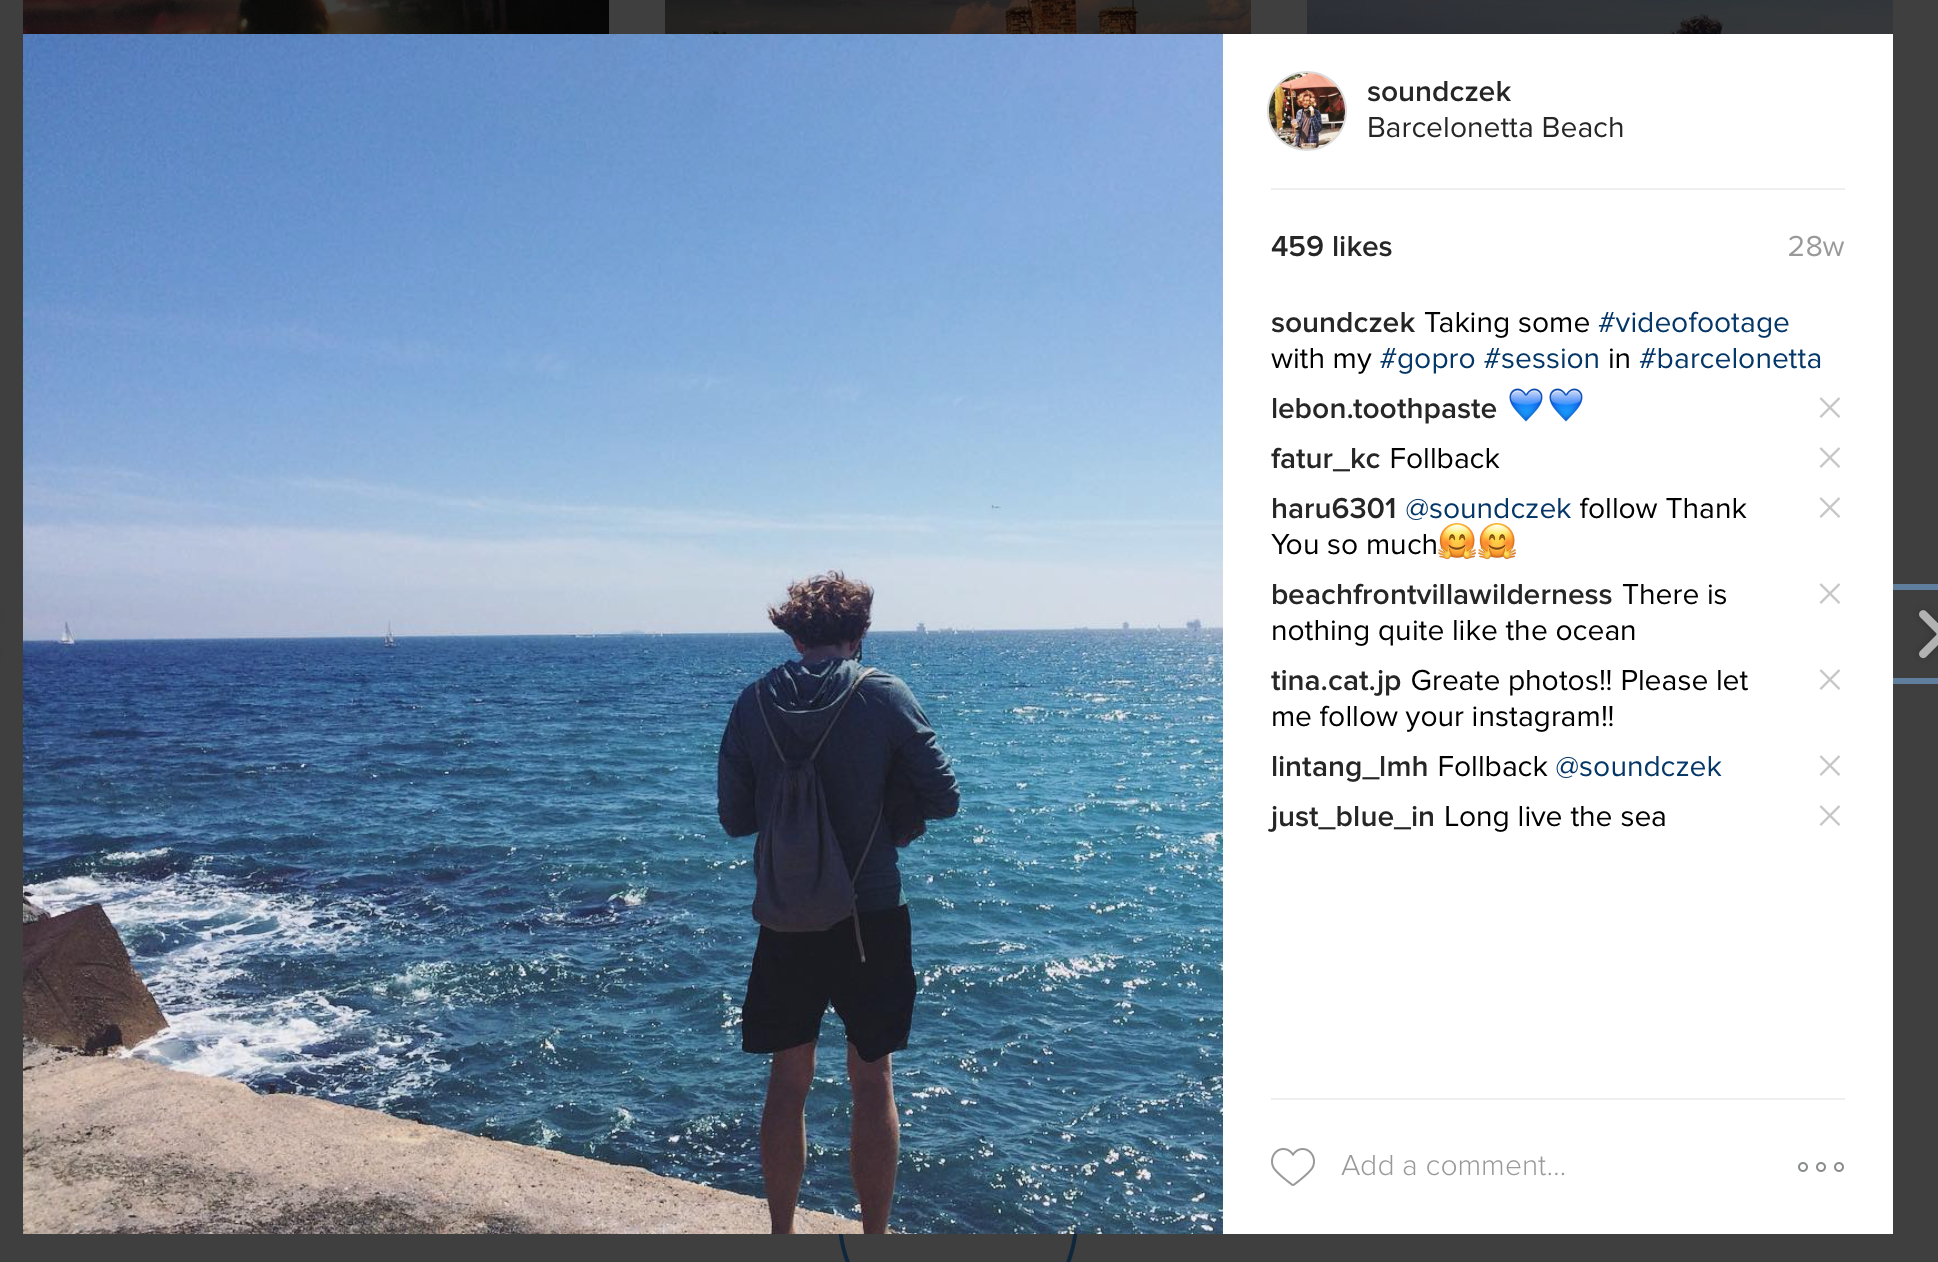 soundczek
Barcelonetta Beach
459 likes
28w
soundczek Taking some #videofootage
with my #gopro #session in #barcelonetta
lebon.toothpaste 💙💙
fatur_kc Follback
haru6301 @soundczek follow Thank
You so much🤗🤗
beachfrontvillawilderness There is
nothing quite like the ocean
tina.cat.jp Greate photos!! Please let
me follow your instagram!!
lintang_lmh Follback @soundczek
just_blue_in Long live the sea
Add a comment...